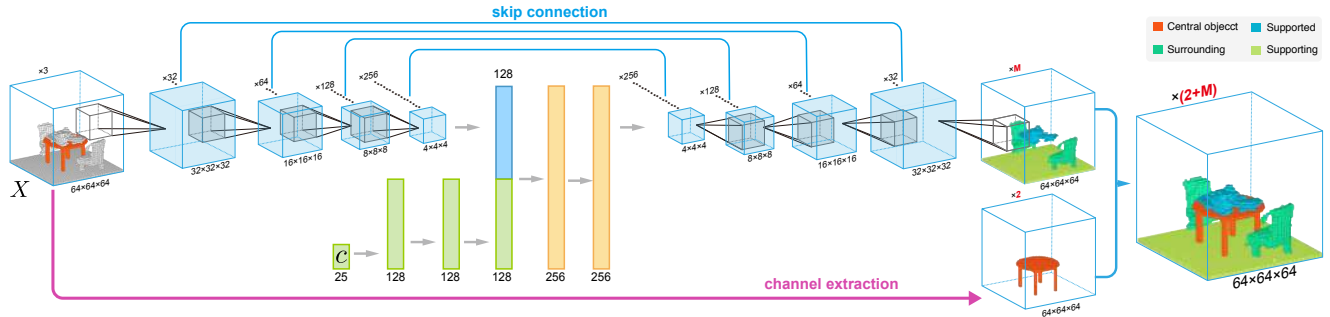 skip connection
Central objecct
Supported
Surrounding
Supporting
×3
×32
×64
×128
×256
128
×256
×128
×64
×32
×M
×(2+M)
4×4×4
8×8×8
16×16×16
32×32×32
64×64×64
X
4×4×4
8×8×8
16×16×16
32×32×32
64×64×64
×2
c
25
128
128
128
256
256
channel extraction
64×64×64
64×64×64